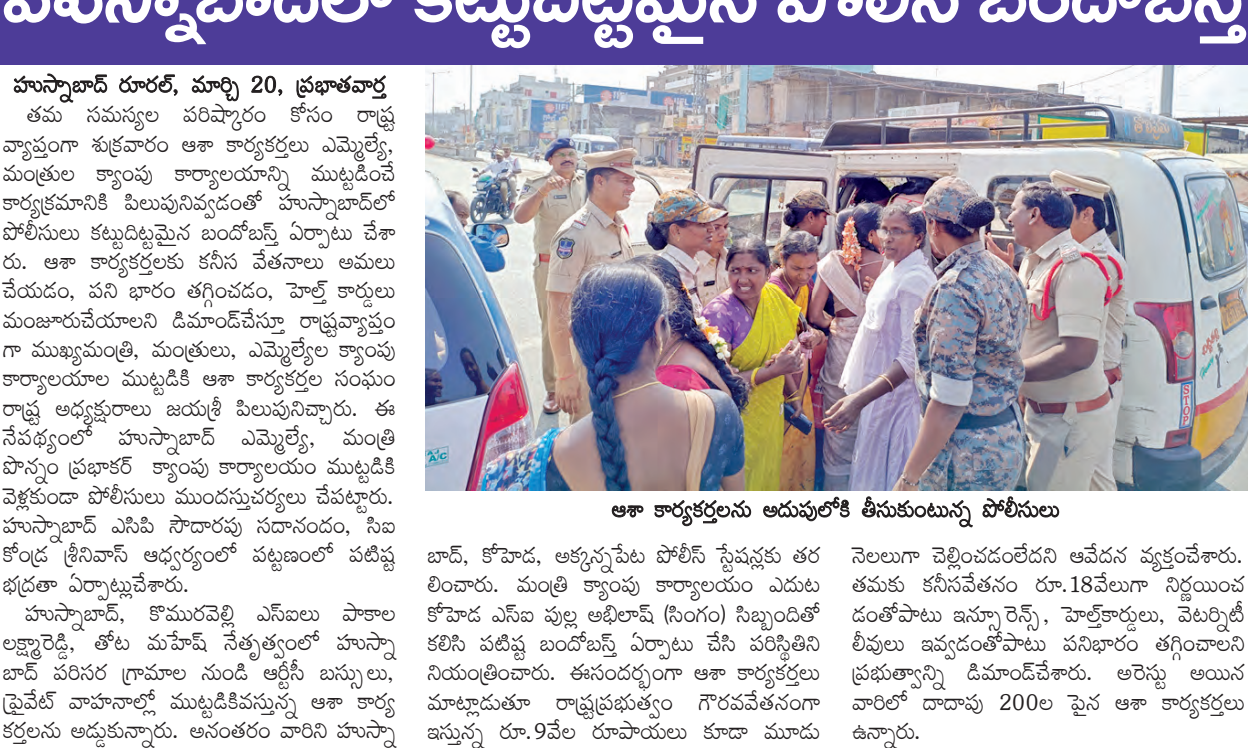 హుస్నాబాద్‌లో కట్టుదిట్టమైన పోలీస్ బందోబస్త్
హుస్నాబాద్ రూరల్, మార్చి 20, ప్రభాతవార్త
తమ సమస్యల పరిష్కారం కోసం రాష్ట్ర
వ్యాప్తంగా శుక్రవారం ఆశా కార్యకర్తలు ఎమ్మెల్యే,
మంత్రుల క్యాంపు కార్యాలయాన్ని ముట్టడించే
కార్యక్రమానికి పిలుపునివ్వడంతో హుస్నాబాద్‌లో
పోలీసులు కట్టుదిట్టమైన బందోబస్త్ ఏర్పాటు చేశా
రు. ఆశా కార్యకర్తలకు కనీస వేతనాలు అమలు
చేయడం, పని భారం తగ్గించడం, హెల్త్ కార్డులు
మంజూరుచేయాలని డిమాండ్‌చేస్తూ రాష్ట్రవ్యాప్తం
గా ముఖ్యమంత్రి, మంత్రులు, ఎమ్మెల్యేల క్యాంపు
కార్యాలయాల ముట్టడికి ఆశా కార్యకర్తల సంఘం
రాష్ట్ర అధ్యక్షురాలు జయశ్రీ పిలుపునిచ్చారు. ఈ
నేపథ్యంలో హుస్నాబాద్ ఎమ్మెల్యే, మంత్రి
పొన్నం ప్రభాకర్ క్యాంపు కార్యాలయం ముట్టడికి
వెళ్లకుండా పోలీసులు ముందస్తుచర్యలు చేపట్టారు.
హుస్నాబాద్ ఎసిపి సౌదారపు సదానందం, సిఐ
కోండ్ర శ్రీనివాస్ ఆధ్వర్యంలో పట్టణంలో పటిష్ట
భద్రతా ఏర్పాట్లుచేశారు.
హుస్నాబాద్, కొమురవెల్లి ఎస్ఐలు పాకాల
లక్ష్మారెడ్డి, తోట మహేష్ నేతృత్వంలో హుస్నా
బాద్ పరిసర గ్రామాల నుండి ఆర్టీసీ బస్సులు,
ప్రైవేట్ వాహనాల్లో ముట్టడికివస్తున్న ఆశా కార్య
కర్తలను అడ్డుకున్నారు. అనంతరం వారిని హుస్నా
STOP
A/C
ఆశా కార్యకర్తలను అదుపులోకి తీసుకుంటున్న పోలీసులు
బాద్, కోహెడ, అక్కన్నపేట పోలీస్ స్టేషన్లకు తర
లించారు. మంత్రి క్యాంపు కార్యాలయం ఎదుట
కోహెడ ఎస్ఐ పుల్ల అభిలాష్ (సింగం) సిబ్బందితో
కలిసి పటిష్ట బందోబస్త్ ఏర్పాటు చేసి పరిస్థితిని
నియంత్రించారు. ఈసందర్భంగా ఆశా కార్యకర్తలు
మాట్లాడుతూ రాష్ట్రప్రభుత్వం గౌరవవేతనంగా
ఇస్తున్న రూ.9వేల రూపాయలు కూడా మూడు
నెలలుగా చెల్లించడంలేదని ఆవేదన వ్యక్తంచేశారు.
తమకు కనీసవేతనం రూ.18వేలుగా నిర్ణయించ
డంతోపాటు ఇన్సూరెన్స్, హెల్త్‌కార్డులు, వెటర్నిటీ
లీవులు ఇవ్వడంతోపాటు పనిభారం తగ్గించాలని
ప్రభుత్వాన్ని డిమాండ్‌చేశారు. అరెస్టు అయిన
వారిలో దాదాపు 200ల పైన ఆశా కార్యకర్తలు
ఉన్నారు.